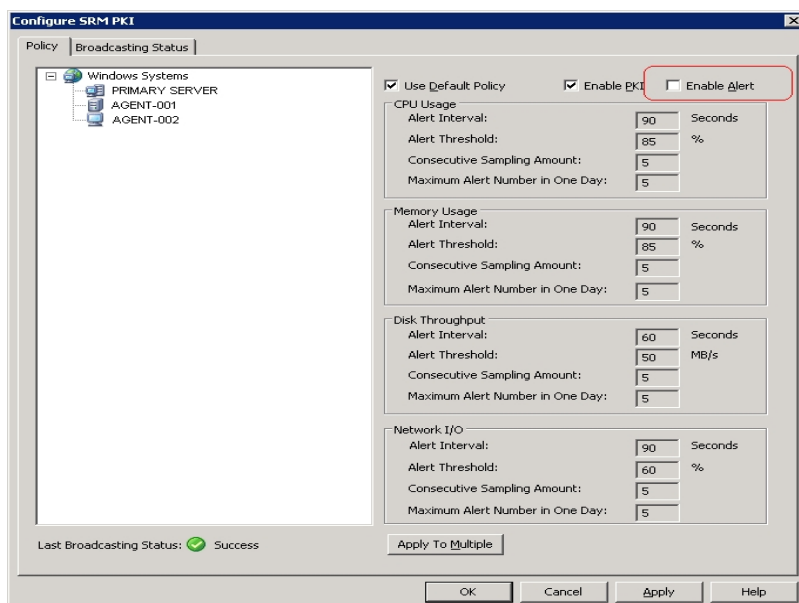 Configure SRM PKI
Policy
Broadcasting Status
Windows Systems
PRIMARY SERVER
AGENT-001
AGENT-002
Use Default Policy
Enable PKI
Enable Alert
CPU Usage
Alert Interval: 90 Seconds
Alert Threshold: 85 %
Consecutive Sampling Amount: 5
Maximum Alert Number in One Day: 5
Memory Usage
Alert Interval: 90 Seconds
Alert Threshold: 85 %
Consecutive Sampling Amount: 5
Maximum Alert Number in One Day: 5
Disk Throughput
Alert Interval: 60 Seconds
Alert Threshold: 50 MB/s
Consecutive Sampling Amount: 5
Maximum Alert Number in One Day: 5
Network I/O
Alert Interval: 90 Seconds
Alert Threshold: 60 %
Consecutive Sampling Amount: 5
Maximum Alert Number in One Day: 5
Last Broadcasting Status: Success
Apply To Multiple
OK
Cancel
Apply
Help